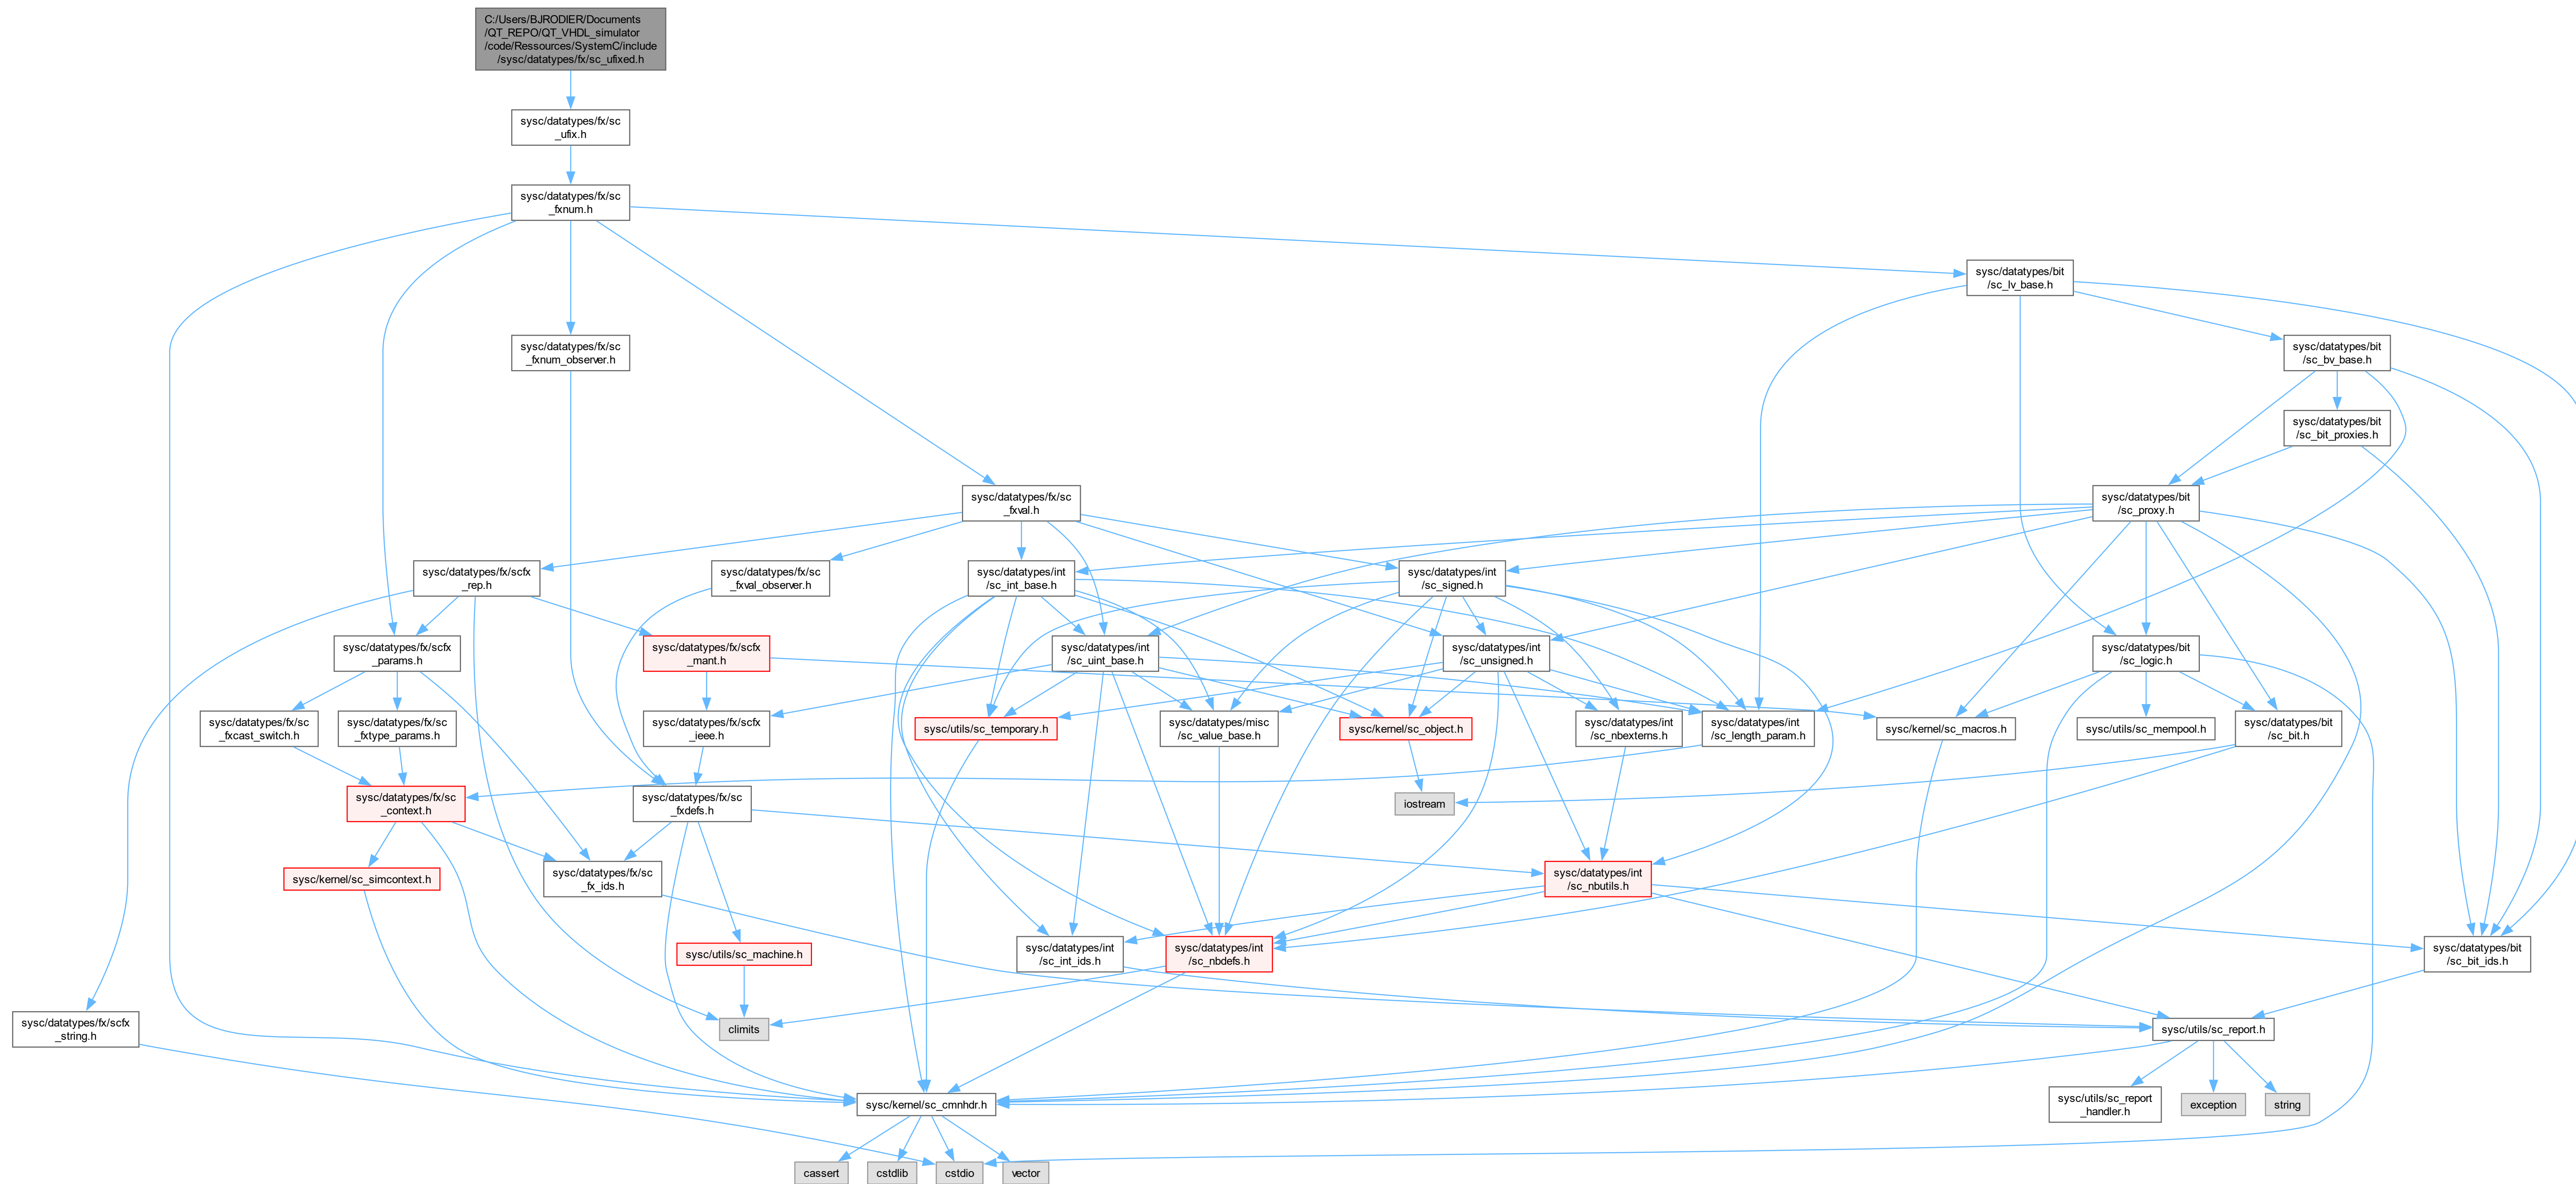 C:/Users/BJRODIER/Documents
/QT_REPO/QT_VHDL_simulator
/code/Ressources/SystemC/include
/sysc/datatypes/fx/sc_ufixed.h
sysc/datatypes/fx/sc
_ufix.h
sysc/datatypes/fx/sc
_fxnum.h
sysc/datatypes/bit
/sc_lv_base.h
sysc/datatypes/fx/sc
_fxnum_observer.h
sysc/datatypes/bit
/sc_bv_base.h
sysc/datatypes/bit
/sc_bit_proxies.h
sysc/datatypes/fx/sc
_fxval.h
sysc/datatypes/bit
/sc_proxy.h
sysc/datatypes/fx/scfx
_rep.h
sysc/datatypes/fx/sc
_fxval_observer.h
sysc/datatypes/int
/sc_int_base.h
sysc/datatypes/int
/sc_signed.h
sysc/datatypes/fx/scfx
_params.h
sysc/datatypes/fx/scfx
_mant.h
sysc/datatypes/int
/sc_uint_base.h
sysc/datatypes/int
/sc_unsigned.h
sysc/datatypes/bit
/sc_logic.h
sysc/datatypes/fx/sc
_fxcast_switch.h
sysc/datatypes/fx/sc
_fxtype_params.h
sysc/datatypes/fx/scfx
_ieee.h
sysc/utils/sc_temporary.h
sysc/datatypes/misc
/sc_value_base.h
sysc/kernel/sc_object.h
sysc/datatypes/int
/sc_nbexterns.h
sysc/datatypes/int
/sc_length_param.h
sysc/kernel/sc_macros.h
sysc/utils/sc_mempool.h
sysc/datatypes/bit
/sc_bit.h
sysc/datatypes/fx/sc
_context.h
sysc/datatypes/fx/sc
_fxdefs.h
iostream
sysc/kernel/sc_simcontext.h
sysc/datatypes/fx/sc
_fx_ids.h
sysc/datatypes/int
/sc_nbutils.h
sysc/utils/sc_machine.h
sysc/datatypes/int
/sc_int_ids.h
sysc/datatypes/int
/sc_nbdefs.h
sysc/datatypes/bit
/sc_bit_ids.h
sysc/datatypes/fx/scfx
_string.h
climits
sysc/utils/sc_report.h
sysc/kernel/sc_cmnhdr.h
sysc/utils/sc_report
_handler.h
exception
string
cassert
cstdlib
cstdio
vector